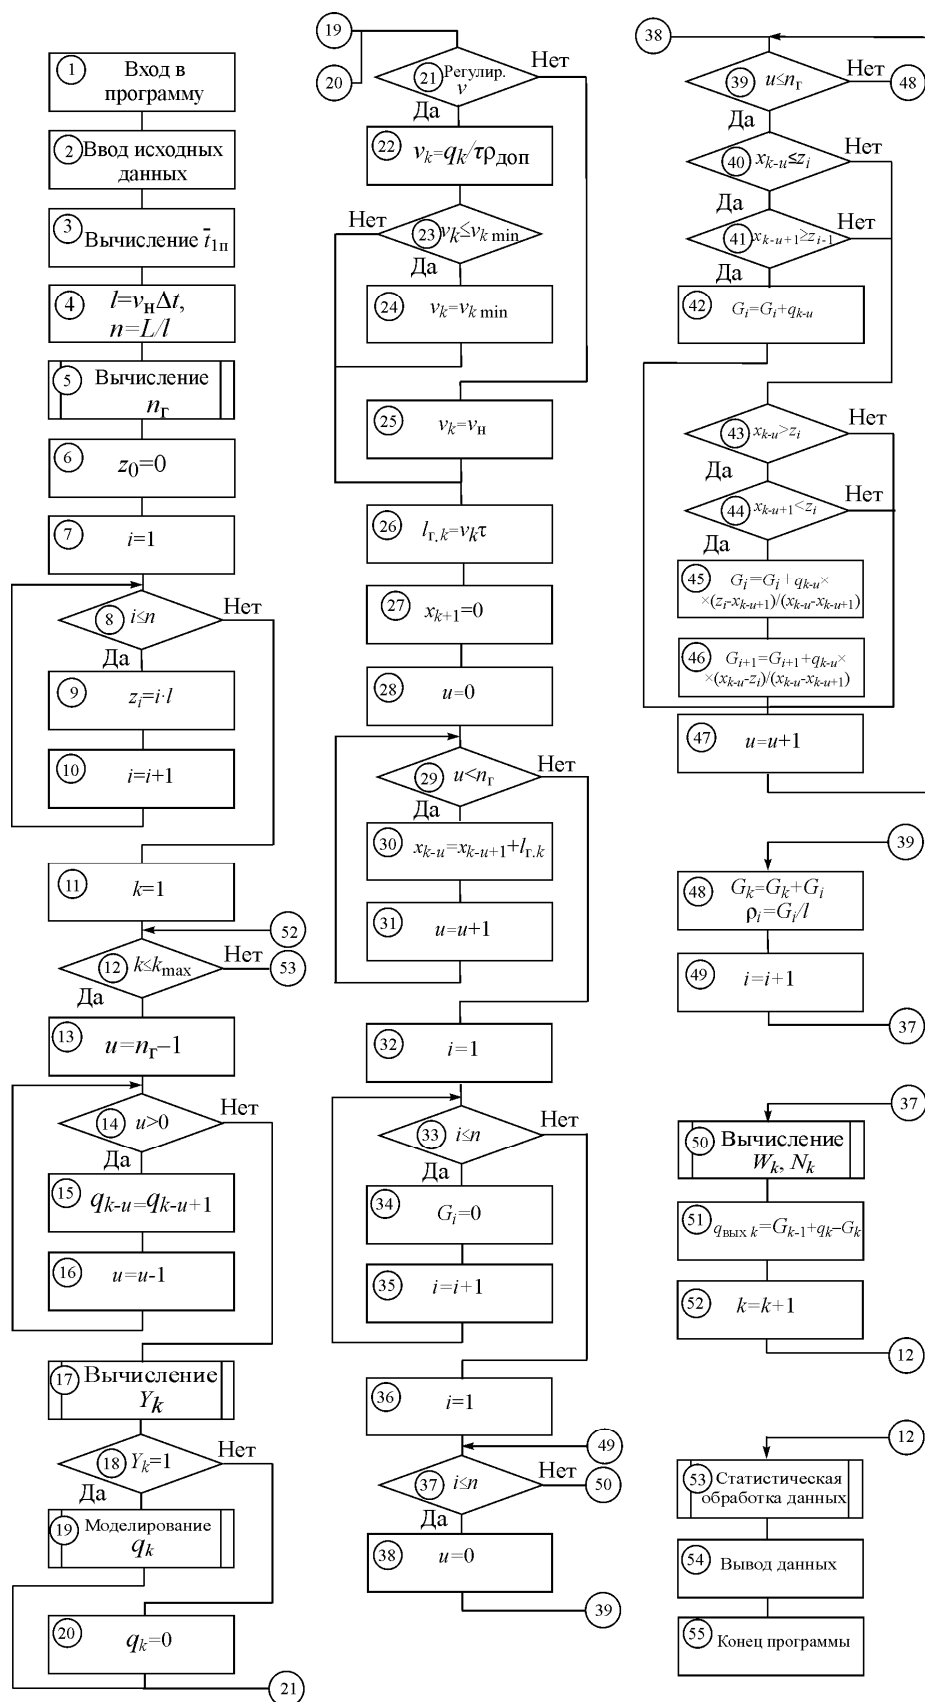 1
Вход в
программу
2
Ввод исходных
данных
3
Вычисление t̄₁ₙ
4
l=vнΔt,
n=L/l
5
Вычисление
nг
6
z₀=0
7
i=1
8
i≤n
Нет
Да
9
zᵢ=i·l
10
i=i+1
11
k=1
52
12
k≤kmax
Нет
53
Да
13
u=nг–1
14
u>0
Нет
Да
15
qk-u=qk-u+1
16
u=u-1
17
Вычисление
Yk
18
Yk=1
Нет
Да
19
Моделирование
qk
20
qk=0
21
19
20
21
Регулир.
v
Нет
Да
22
vk=qk/τρдоп
Нет
23
vk≤vk min
Да
24
vk=vk min
25
vk=vн
26
lг.k=vkτ
27
xk+1=0
28
u=0
29
u<nг
Нет
Да
30
xk-u=xk-u+1+lг.k
31
u=u+1
32
i=1
33
i≤n
Нет
Да
34
Gi=0
35
i=i+1
36
i=1
49
37
i≤n
Нет
50
Да
38
u=0
39
38
39
u≤nг
Нет
48
Да
40
xk-u≤zi
Нет
Да
41
xk-u+1≥zi-1
Нет
Да
42
Gi=Gi+qk-u
43
xk-u>zi
Нет
Да
44
xk-u+1<zi
Нет
Да
45
Gi=Gi | qk-u×
×(zi-xk-u+1)/(xk-u-xk-u+1)
46
Gi+1=Gi+1+qk-u×
×(xk-u-zi)/(xk-u-xk-u+1)
47
u=u+1
39
48
Gk=Gk+Gi
ρi=Gi/l
49
i=i+1
37
37
50
Вычисление
Wk, Nk
51
qвых k=Gk-1+qk–Gk
52
k=k+1
12
12
53
Статистическая
обработка данных
54
Вывод данных
55
Конец программы